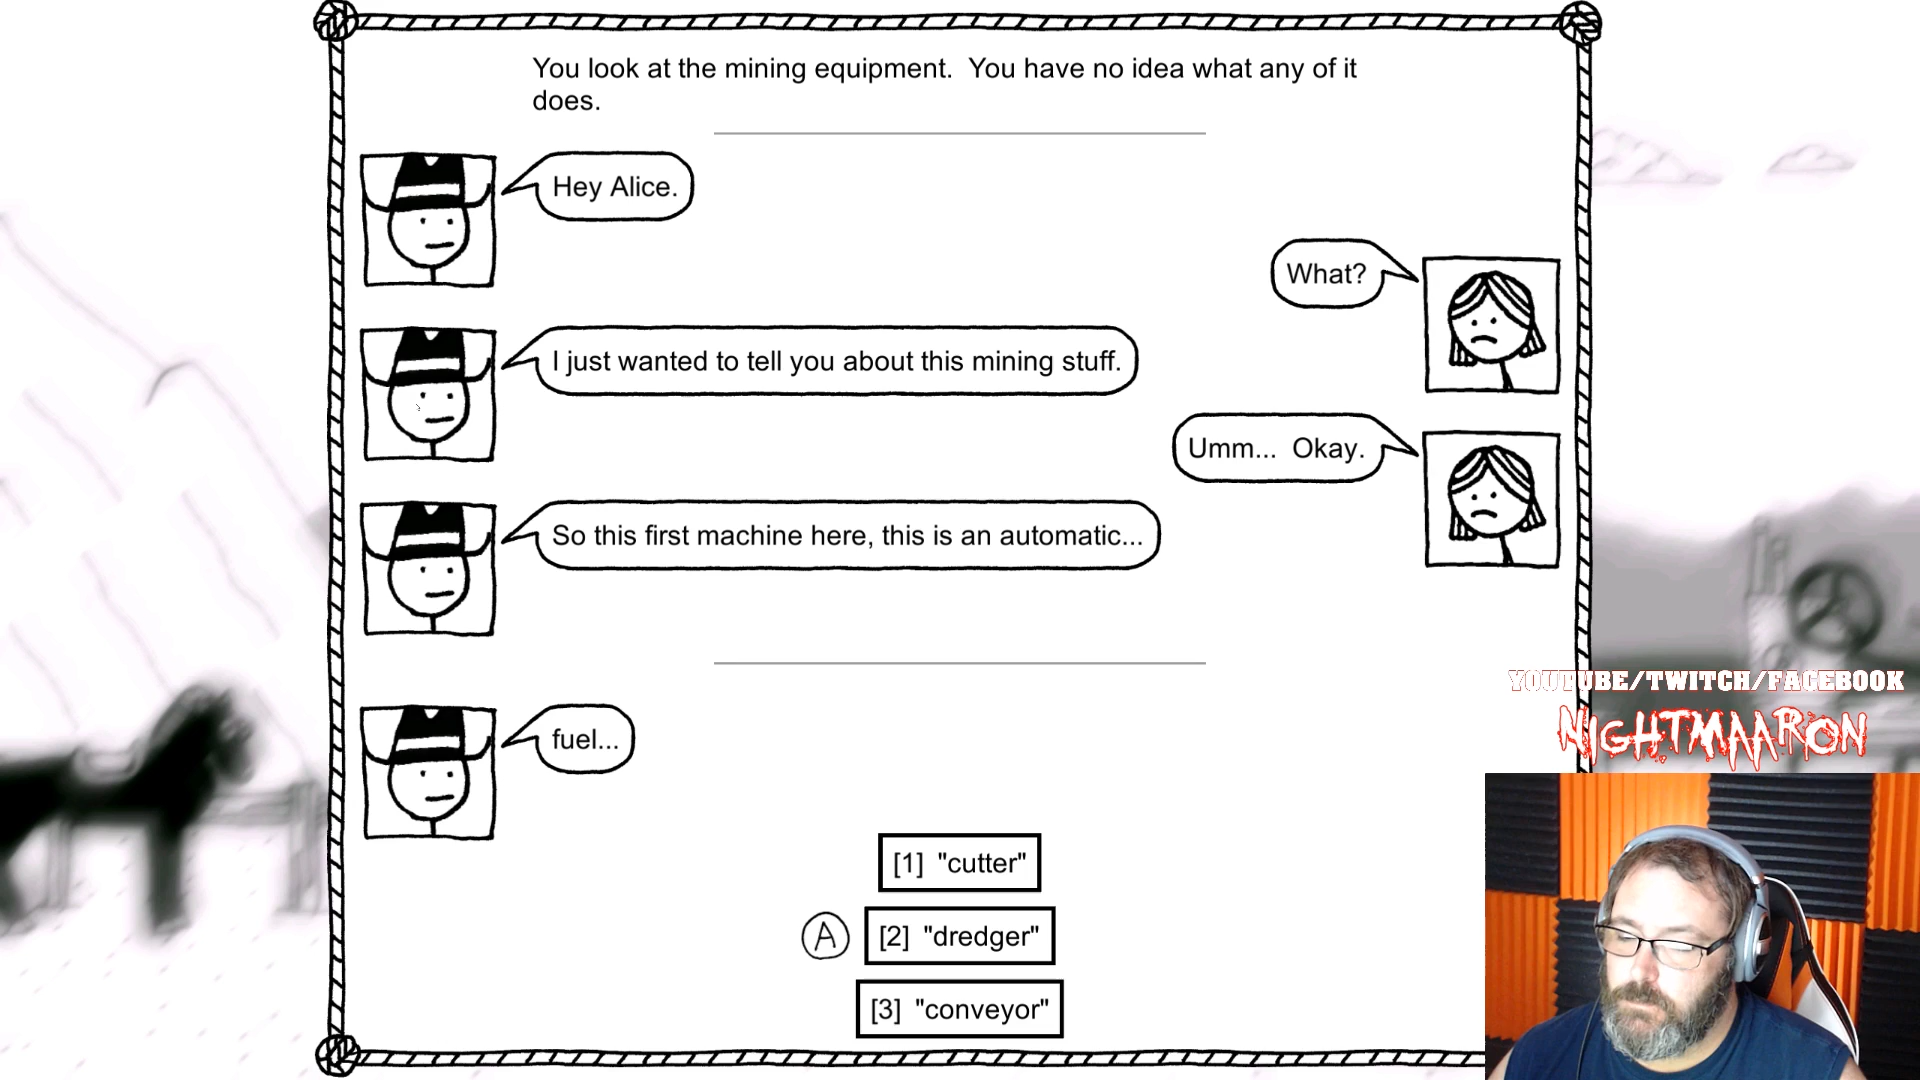 You look at the mining equipment.  You have no idea what any of it
does.
Hey Alice.
What?
I just wanted to tell you about this mining stuff.
Umm...  Okay.
So this first machine here, this is an automatic...
fuel...
[1]  "cutter"
A [2]  "dredger"
[3]  "conveyor"
YOUTUBE/TWITCH/FACEBOOK
NIGHTMAARON